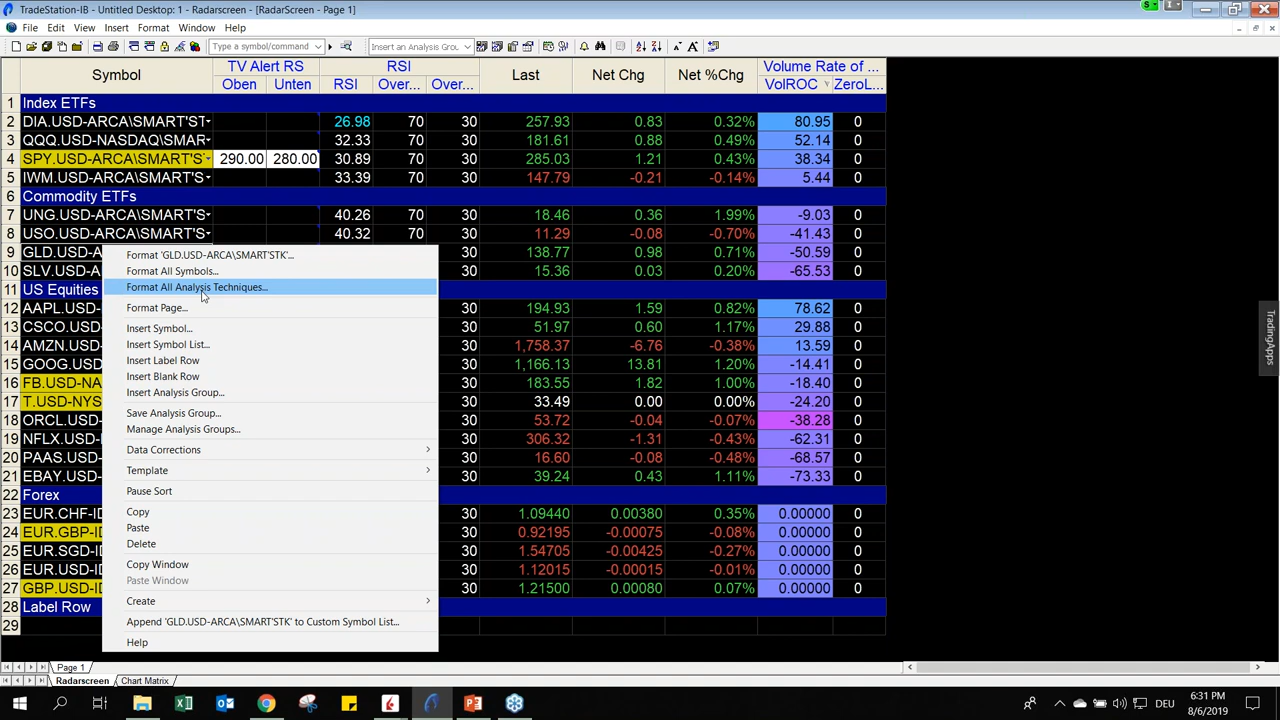 TradeStation-IB - Untitled Desktop: 1 - Radarscreen - [RadarScreen - Page 1]
File Edit View Insert Format Window Help
Type a symbol/command Insert an Analysis Grou
Symbol TV Alert RS RSI Last Net Chg Net %Chg Volume Rate of ...
Oben Unten RSI Over... Over... VolROC ZeroL...
1 Index ETFs
2 DIA.USD-ARCA\SMART'ST 26.98 70 30 257.93 0.83 0.32% 80.95 0
3 QQQ.USD-NASDAQ\SMAR 32.33 70 30 181.61 0.88 0.49% 52.14 0
4 SPY.USD-ARCA\SMART'S 290.00 280.00 30.89 70 30 285.03 1.21 0.43% 38.34 0
5 IWM.USD-ARCA\SMART'S 33.39 70 30 147.79 -0.21 -0.14% 5.44 0
6 Commodity ETFs
7 UNG.USD-ARCA\SMART'S 40.26 70 30 18.46 0.36 1.99% -9.03 0
8 USO.USD-ARCA\SMART'S 40.32 70 30 11.29 -0.08 -0.70% -41.43 0
9 GLD.USD-A 30 138.77 0.98 0.71% -50.59 0
10 SLV.USD-A 30 15.36 0.03 0.20% -65.53 0
11 US Equities
12 AAPL.USD- 30 194.93 1.59 0.82% 78.62 0
13 CSCO.USD- 30 51.97 0.60 1.17% 29.88 0
14 AMZN.USD- 30 1,758.37 -6.76 -0.38% 13.59 0
15 GOOG.USD- 30 1,166.13 13.81 1.20% -14.41 0
16 FB.USD-NA 30 183.55 1.82 1.00% -18.40 0
17 T.USD-NYS 30 33.49 0.00 0.00% -24.20 0
18 ORCL.USD- 30 53.72 -0.04 -0.07% -38.28 0
19 NFLX.USD- 30 306.32 -1.31 -0.43% -62.31 0
20 PAAS.USD- 30 16.60 -0.08 -0.48% -68.57 0
21 EBAY.USD- 30 39.24 0.43 1.11% -73.33 0
22 Forex
23 EUR.CHF-ID 30 1.09440 0.00380 0.35% 0.00000 0
24 EUR.GBP-ID 30 0.92195 -0.00075 -0.08% 0.00000 0
25 EUR.SGD-ID 30 1.54705 -0.00425 -0.27% 0.00000 0
26 EUR.USD-ID 30 1.12015 -0.00015 -0.01% 0.00000 0
27 GBP.USD-ID 30 1.21500 0.00080 0.07% 0.00000 0
28 Label Row
29
Format 'GLD.USD-ARCA\SMART'STK'...
Format All Symbols...
Format All Analysis Techniques...
Format Page...
Insert Symbol...
Insert Symbol List...
Insert Label Row
Insert Blank Row
Insert Analysis Group...
Save Analysis Group...
Manage Analysis Groups...
Data Corrections
Template
Pause Sort
Copy
Paste
Delete
Copy Window
Paste Window
Create
Append 'GLD.USD-ARCA\SMART'STK' to Custom Symbol List...
Help
TradingApps
Page 1
Radarscreen Chart Matrix
DEU
6:31 PM
8/6/2019